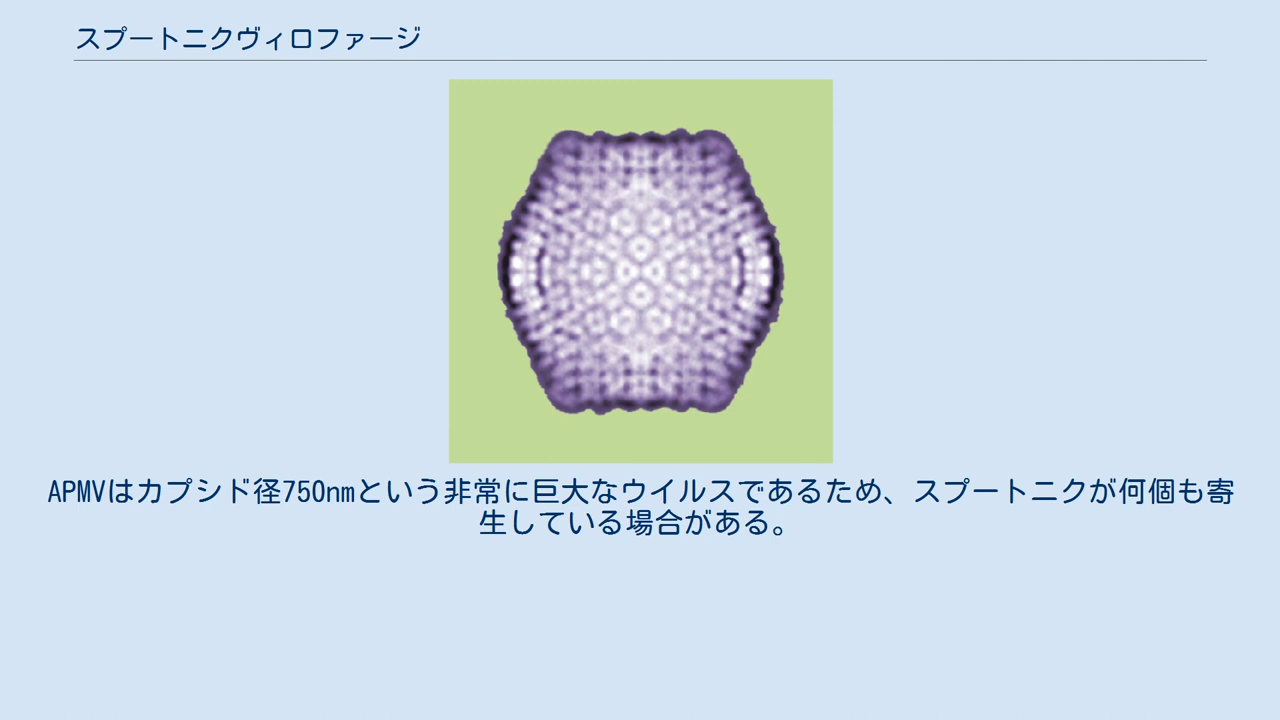 スプートニクヴィロファージ
APMVはカプシド径750nmという非常に巨大なウイルスであるため、スプートニクが何個も寄
生している場合がある。